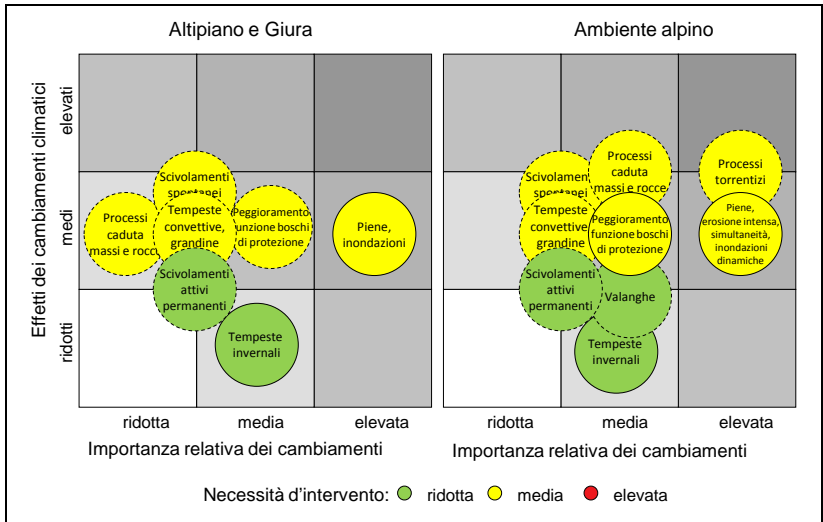 Altipiano e Giura
Ambiente alpino
Effetti dei cambiamenti climatici
elevati
medi
ridotti
Scivolamenti
spontanei
Processi
caduta
massi e rocce
Tempeste
convettive,
grandine
Peggioramento
funzione boschi
di protezione
Piene,
inondazioni
Scivolamenti
attivi
permanenti
Tempeste
invernali
Processi
caduta
massi e rocce
Processi
torrentizi
Scivolamenti
spontanei
Tempeste
convettive,
grandine
Peggioramento
funzione boschi
di protezione
Piene,
erosione intensa,
simultaneità,
inondazioni
dinamiche
Scivolamenti
attivi
permanenti
Valanghe
Tempeste
invernali
ridotta media elevata
Importanza relativa dei cambiamenti
ridotta media elevata
Importanza relativa dei cambiamenti
Necessità d'intervento: ridotta media elevata